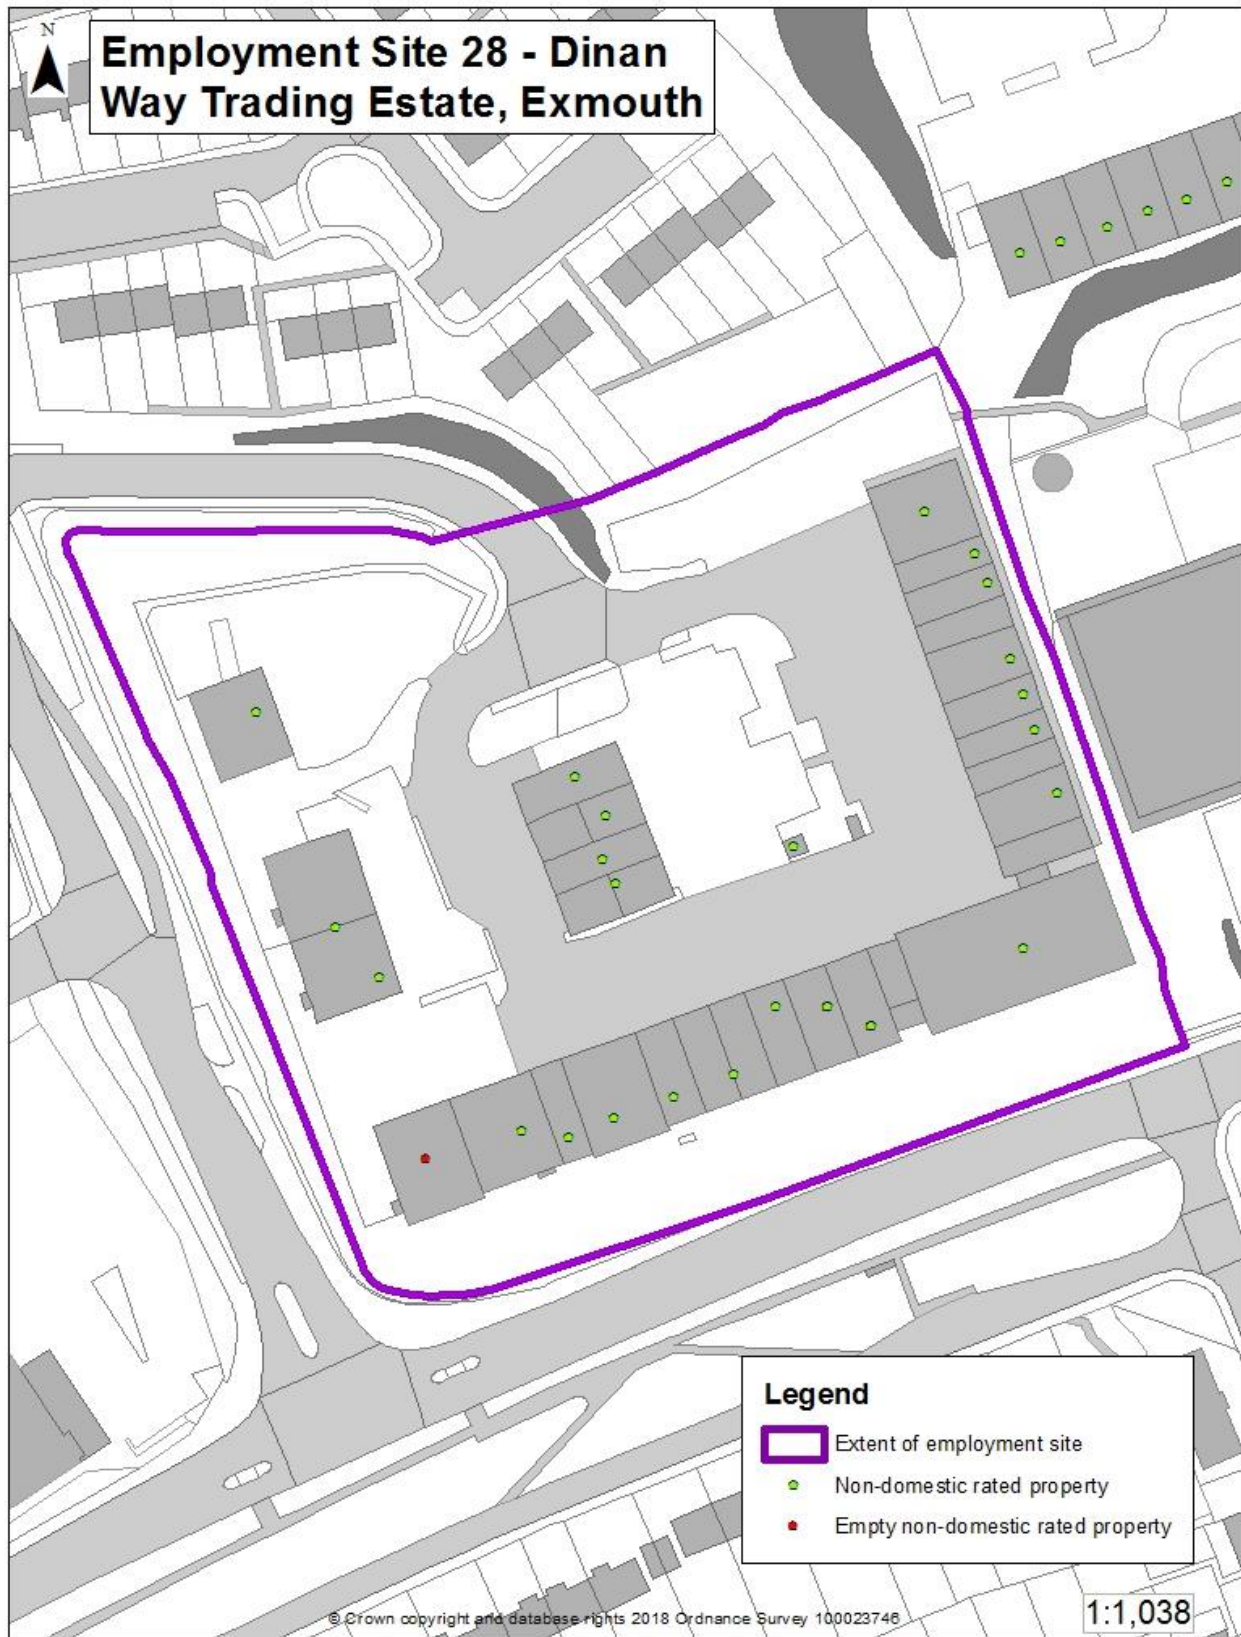 N
Employment Site 28 - Dinan
Way Trading Estate, Exmouth
Legend
Extent of employment site
Non-domestic rated property
Empty non-domestic rated property
© Crown copyright and database rights 2018 Ordnance Survey 100023746
1:1,038